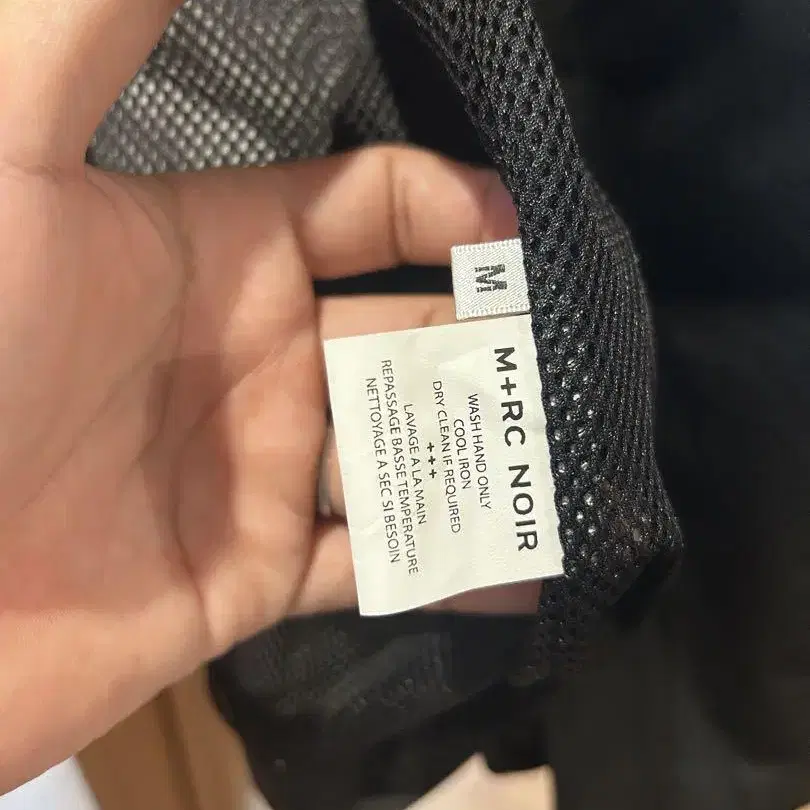 M
M+RC NOIR
WASH HAND ONLY
COOL IRON
DRY CLEAN IF REQUIRED
+++
LAVAGE A LA MAIN
REPASSAGE BASSE TEMPERATURE
NETTOYAGE A SEC SI BESOIN